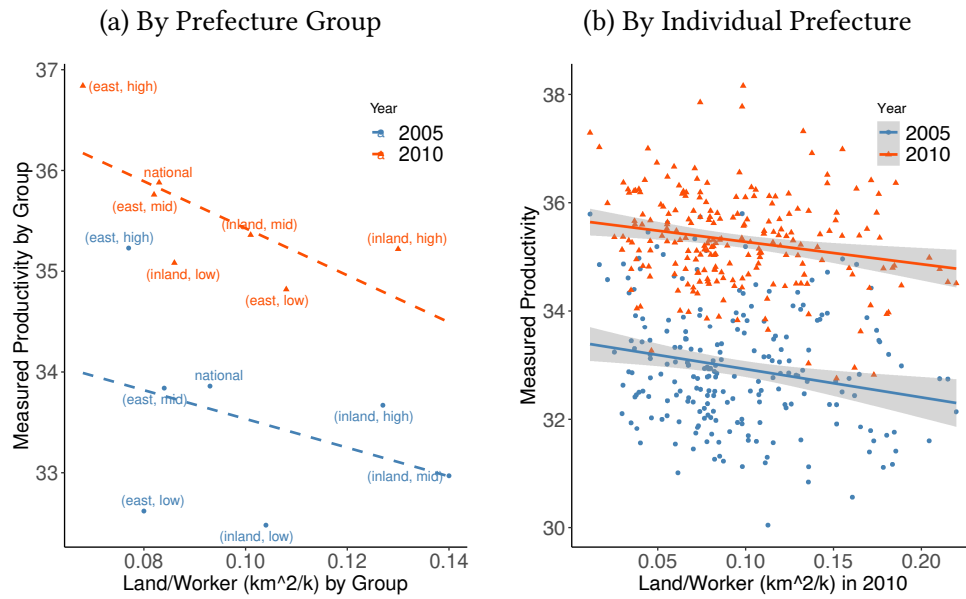 (a) By Prefecture Group
Measured Productivity by Group
37
36
35
34
33
0.08
0.10
0.12
0.14
Land/Worker (km^2/k) by Group
Year
2005
2010
(east, high)
national
(east, mid)
(east, high)
(inland, mid)
(inland, high)
(inland, low)
(east, low)
national
(east, mid)
(inland, high)
(inland, mid)
(east, low)
(inland, low)
(b) By Individual Prefecture
Measured Productivity
38
36
34
32
30
0.05
0.10
0.15
0.20
Land/Worker (km^2/k) in 2010
Year
2005
2010